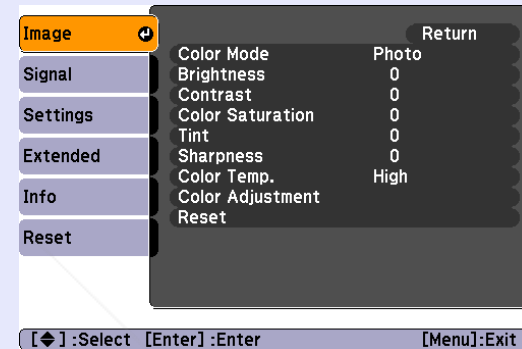 Image
Signal
Settings
Extended
Info
Reset
Return
Color Mode Photo
Brightness 0
Contrast 0
Color Saturation 0
Tint 0
Sharpness 0
Color Temp. High
Color Adjustment
Reset
[◆] :Select [Enter] :Enter [Menu]:Exit